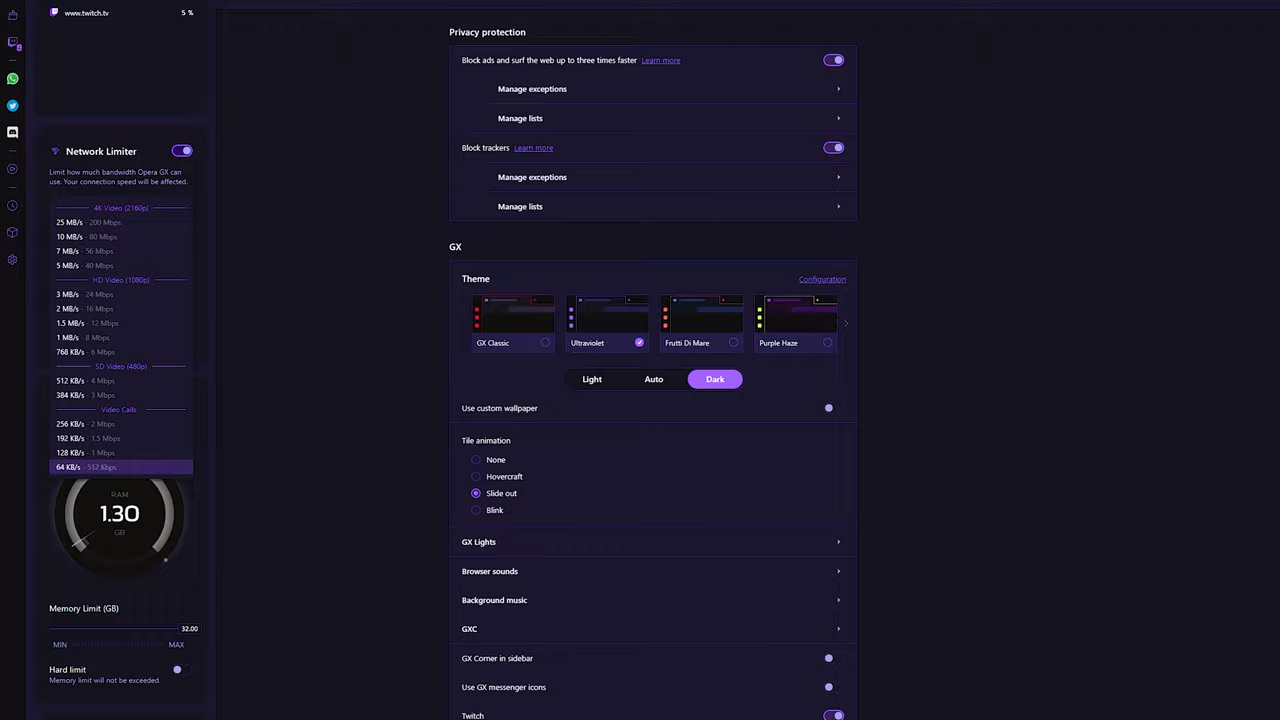 www.twitch.tv 5 %
Network Limiter
Limit how much bandwidth Opera GX can
use. Your connection speed will be affected.
4K Video (2160p)
25 MB/s - 200 Mbps
10 MB/s - 80 Mbps
7 MB/s - 56 Mbps
5 MB/s - 40 Mbps
HD Video (1080p)
3 MB/s - 24 Mbps
2 MB/s - 16 Mbps
1.5 MB/s - 12 Mbps
1 MB/s - 8 Mbps
768 KB/s - 6 Mbps
SD Video (480p)
512 KB/s - 4 Mbps
384 KB/s - 3 Mbps
Video Calls
256 KB/s - 2 Mbps
192 KB/s - 1.5 Mbps
128 KB/s - 1 Mbps
64 KB/s - 512 Kbps
RAM
1.30
GB
Memory Limit (GB)
32.00
MIN MAX
Hard limit
Memory limit will not be exceeded.
Privacy protection
Block ads and surf the web up to three times faster Learn more
Manage exceptions
Manage lists
Block trackers Learn more
Manage exceptions
Manage lists
GX
Theme Configuration
GX Classic Ultraviolet Frutti Di Mare Purple Haze
Light Auto Dark
Use custom wallpaper
Tile animation
None
Hovercraft
Slide out
Blink
GX Lights
Browser sounds
Background music
GXC
GX Corner in sidebar
Use GX messenger icons
Twitch